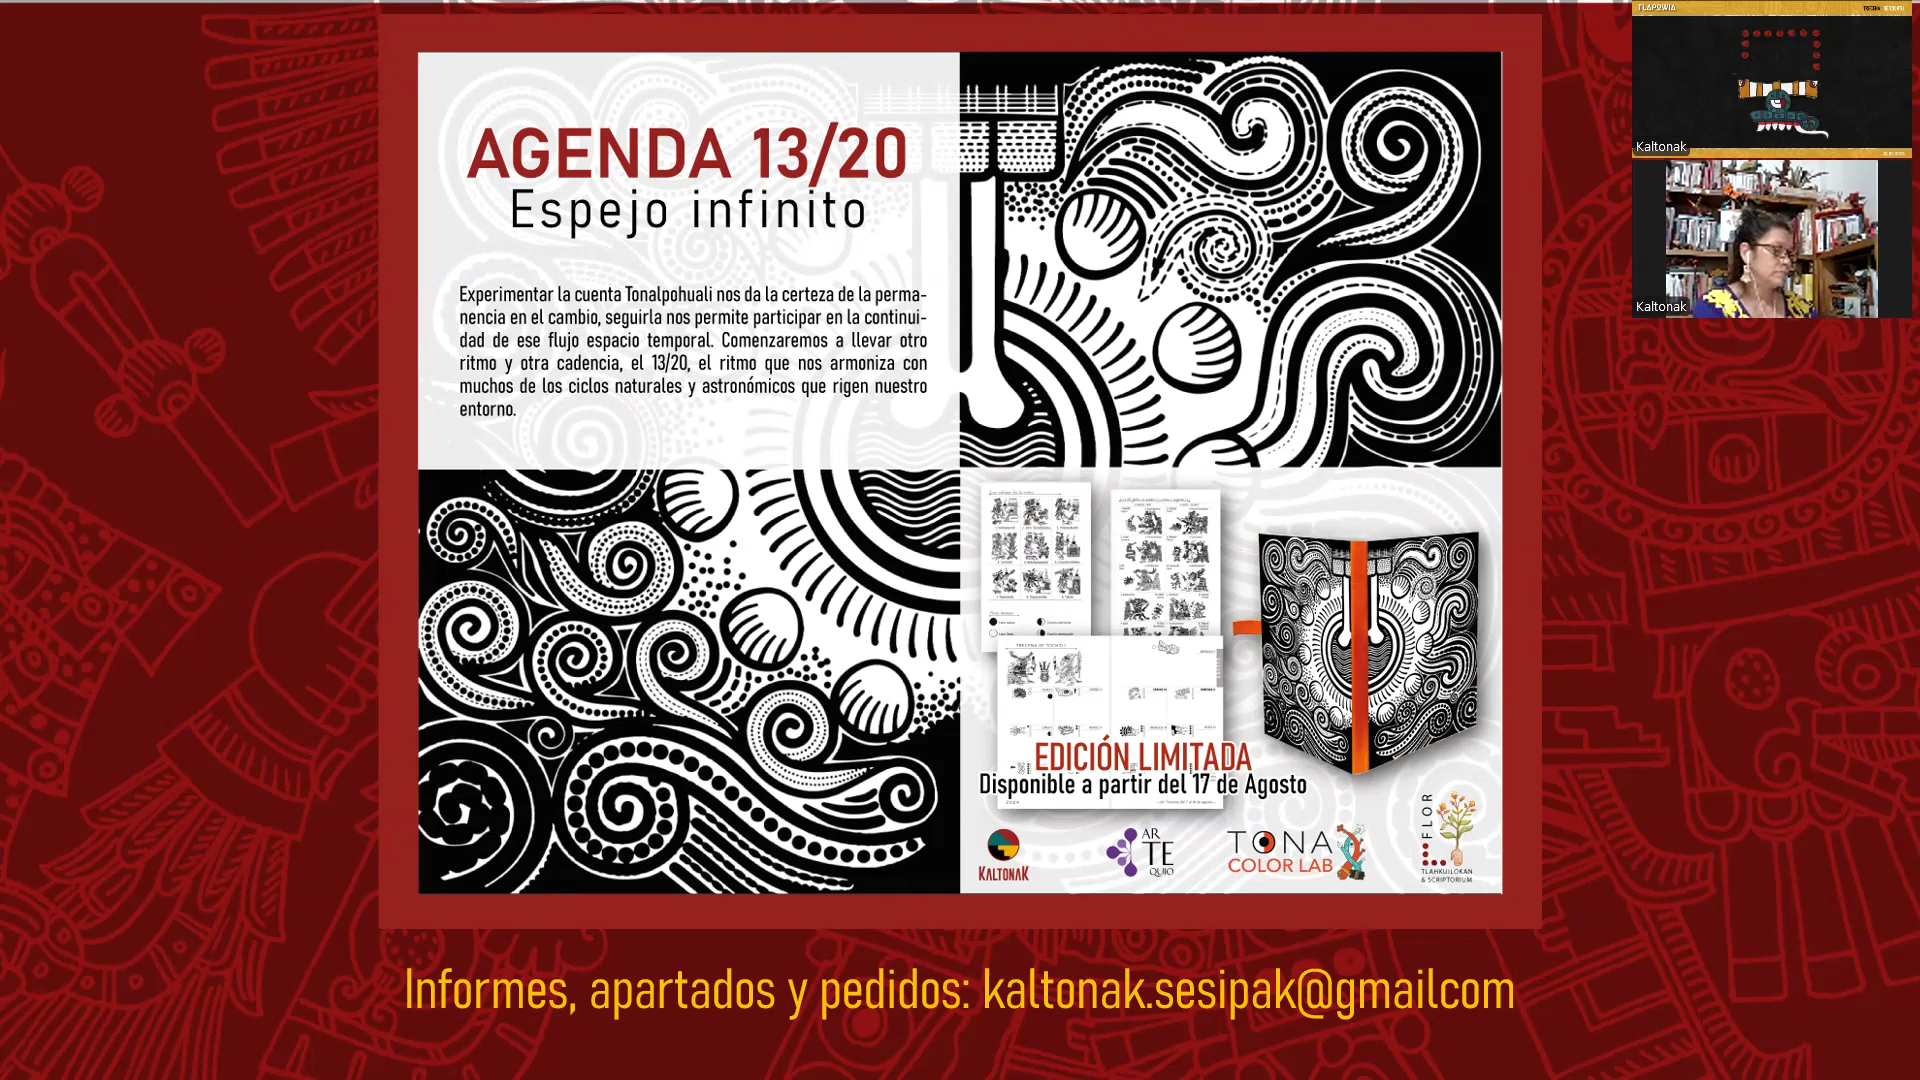 AGENDA 13/20
Espejo infinito
Experimentar la cuenta Tonalpohuali nos da la certeza de la perma-
nencia en el cambio, seguirla nos permite participar en la continui-
dad de ese flujo espacio temporal. Comenzaremos a llevar otro
ritmo y otra cadencia, el 13/20, el ritmo que nos armoniza con
muchos de los ciclos naturales y astronómicos que rigen nuestro
entorno.
EDICIÓN LIMITADA
Disponible a partir del 17 de Agosto
KALTONAK
AR
TE
QUIO
TONA
COLOR LAB
FLOR
TLAHKUILOKAN
& SCRIPTORIUM
Informes, apartados y pedidos: kaltonak.sesipak@gmailcom
TLAPOWIA
Kaltonak
Kaltonak